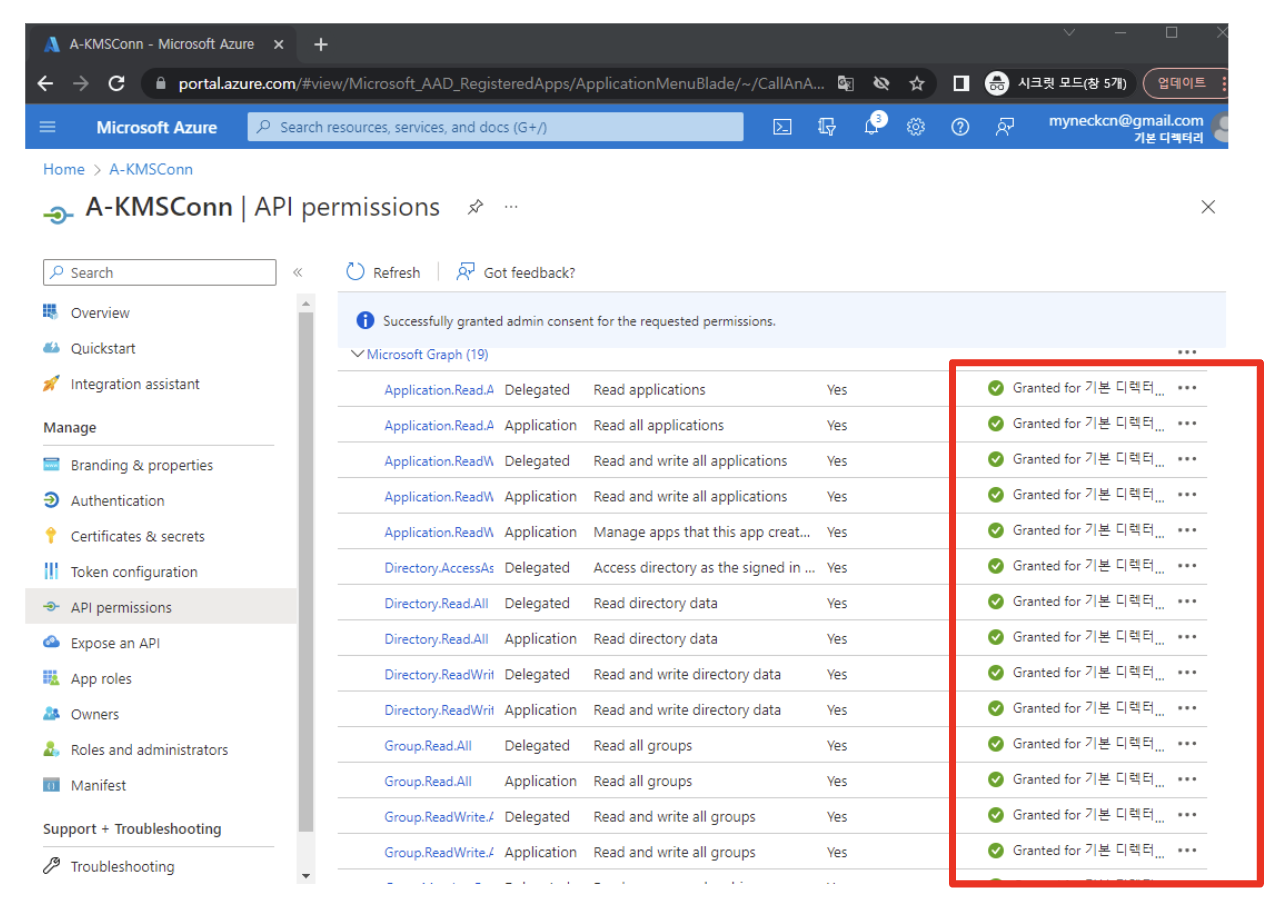 A-KMSConn - Microsoft Azure
portal.azure.com/#view/Microsoft_AAD_RegisteredApps/ApplicationMenuBlade/~/CallAnA...
시크릿 모드(창 5개)
업데이트
Microsoft Azure
Search resources, services, and docs (G+/)
3
myneckcn@gmail.com
기본 디렉터리
Home > A-KMSConn
A-KMSConn | API permissions
Search
Refresh
Got feedback?
Overview
Quickstart
Integration assistant
Manage
Branding & properties
Authentication
Certificates & secrets
Token configuration
API permissions
Expose an API
App roles
Owners
Roles and administrators
Manifest
Support + Troubleshooting
Troubleshooting
Successfully granted admin consent for the requested permissions.
Microsoft Graph (19)
Application.Read.A Delegated Read applications Yes Granted for 기본 디렉터...
Application.Read.A Application Read all applications Yes Granted for 기본 디렉터...
Application.ReadW Delegated Read and write all applications Yes Granted for 기본 디렉터...
Application.ReadW Application Read and write all applications Yes Granted for 기본 디렉터...
Application.ReadW Application Manage apps that this app creat... Yes Granted for 기본 디렉터...
Directory.AccessAs Delegated Access directory as the signed in ... Yes Granted for 기본 디렉터...
Directory.Read.All Delegated Read directory data Yes Granted for 기본 디렉터...
Directory.Read.All Application Read directory data Yes Granted for 기본 디렉터...
Directory.ReadWrit Delegated Read and write directory data Yes Granted for 기본 디렉터...
Directory.ReadWrit Application Read and write directory data Yes Granted for 기본 디렉터...
Group.Read.All Delegated Read all groups Yes Granted for 기본 디렉터...
Group.Read.All Application Read all groups Yes Granted for 기본 디렉터...
Group.ReadWrite.A Delegated Read and write all groups Yes Granted for 기본 디렉터...
Group.ReadWrite.A Application Read and write all groups Yes Granted for 기본 디렉터...